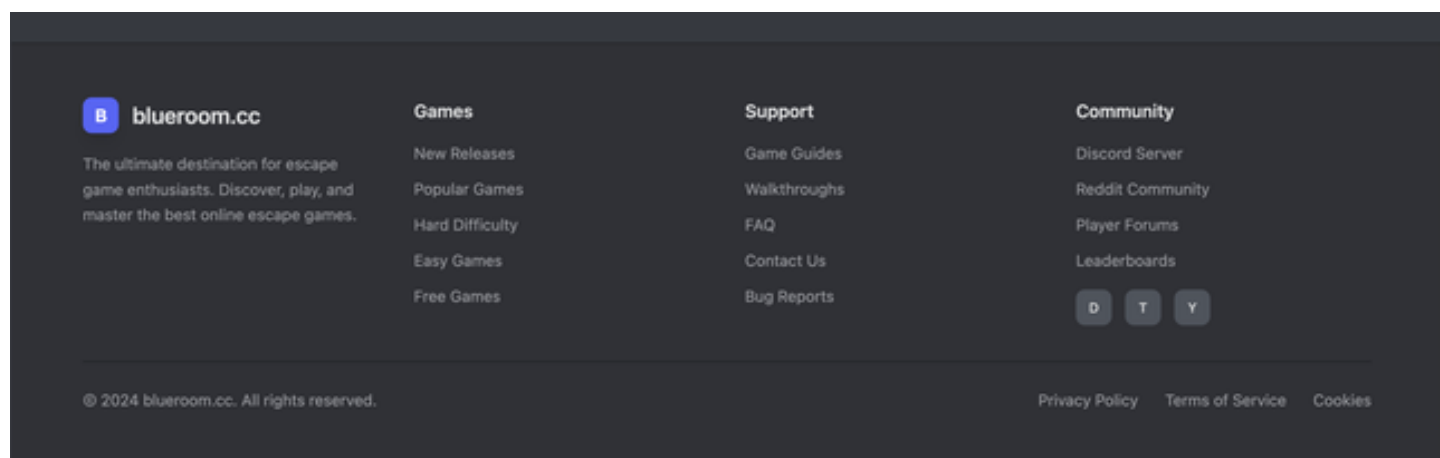 B
blueroom.cc
The ultimate destination for escape
game enthusiasts. Discover, play, and
master the best online escape games.
Games
New Releases
Popular Games
Hard Difficulty
Easy Games
Free Games
Support
Game Guides
Walkthroughs
FAQ
Contact Us
Bug Reports
Community
Discord Server
Reddit Community
Player Forums
Leaderboards
D T Y
© 2024 blueroom.cc. All rights reserved.
Privacy Policy Terms of Service Cookies